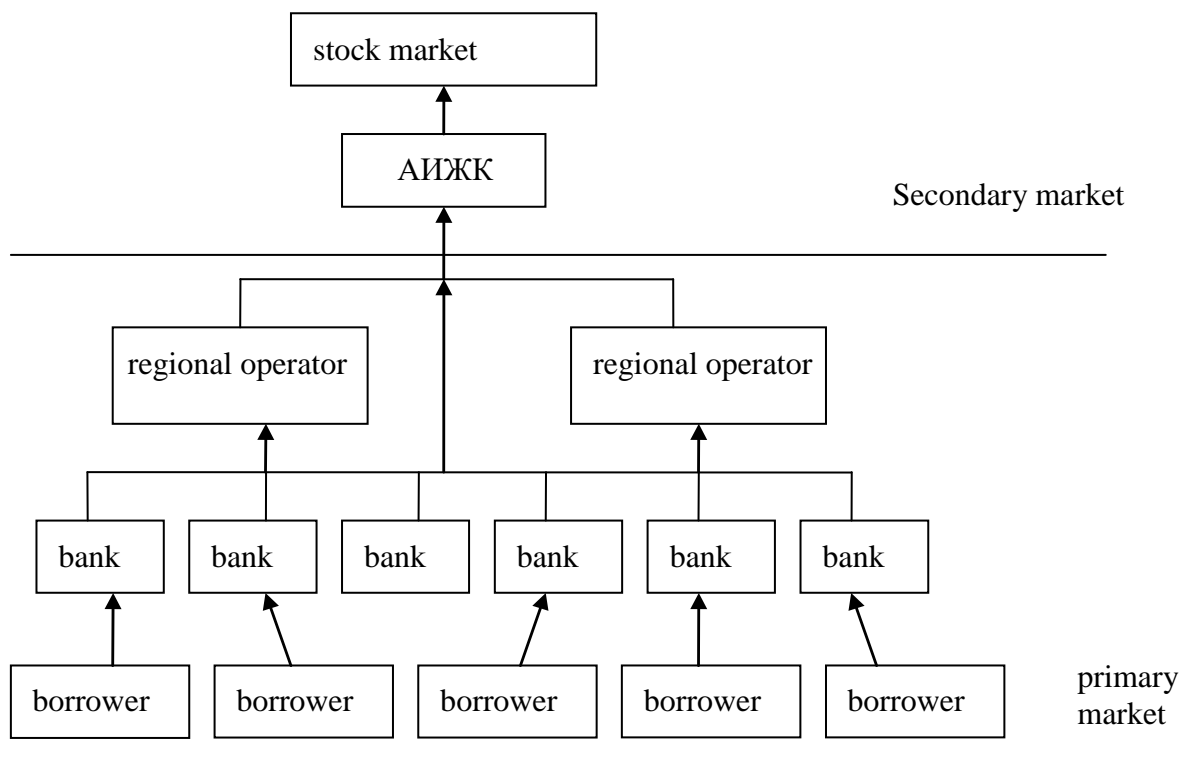 stock market
АИЖК
Secondary market
regional operator
regional operator
bank
bank
bank
bank
bank
bank
borrower
borrower
borrower
borrower
borrower
primary
market